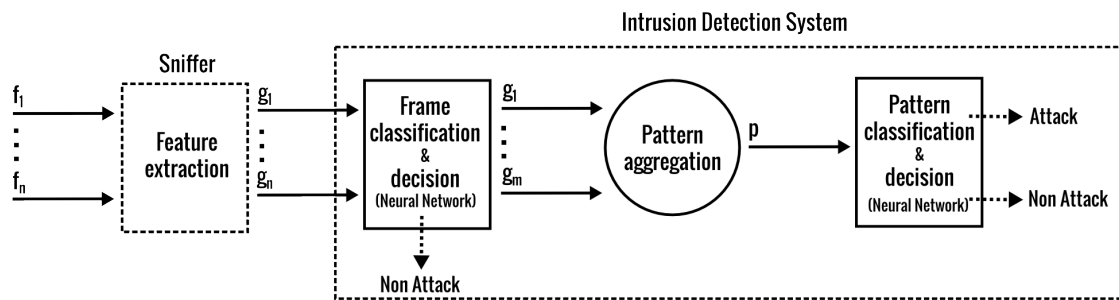 Intrusion Detection System
Sniffer
f1
fn
Feature
extraction
g1
gn
Frame
classification
&
decision
(Neural Network)
Non Attack
g1
gm
Pattern
aggregation
p
Pattern
classification
&
decision
(Neural Network)
Attack
Non Attack